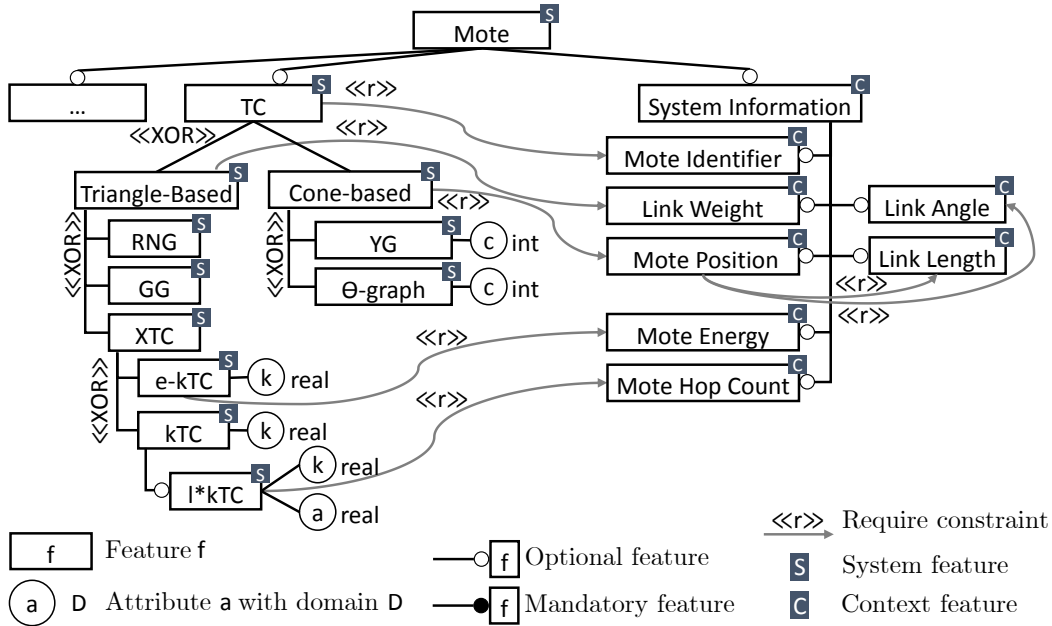 Mote S
... TC S ≪r≫ System Information C
≪XOR≫ ≪r≫ Mote Identifier C
Triangle-Based S Cone-based S ≪r≫ Link Weight C Link Angle C
≪XOR≫ RNG S ≪XOR≫ YG S c int Mote Position C Link Length C
GG S Ɵ-graph S c int ≪r≫
XTC S ≪r≫ Mote Energy C ≪r≫
≪XOR≫ e-kTC S k real ≪r≫ Mote Hop Count C
kTC S k real
l*kTC S k real
a real
f Feature f f Optional feature ≪r≫ Require constraint
S System feature
a D Attribute a with domain D f Mandatory feature C Context feature